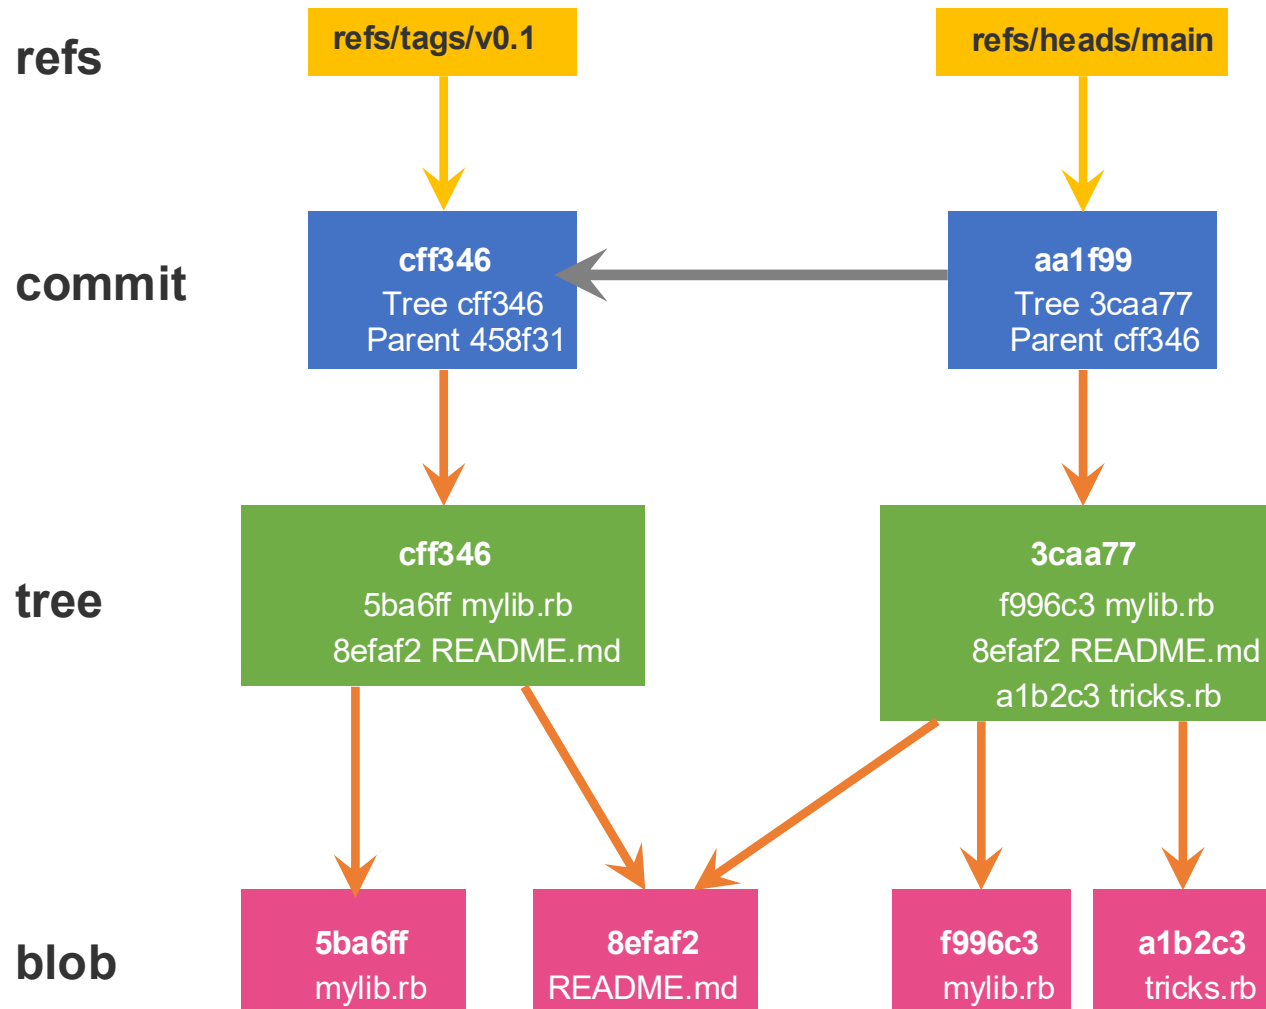 refs
refs/tags/v0.1
refs/heads/main
commit
cff346
Tree cff346
Parent 458f31
aa1f99
Tree 3caa77
Parent cff346
tree
cff346
5ba6ff mylib.rb
8efaf2 README.md
3caa77
f996c3 mylib.rb
8efaf2 README.md
a1b2c3 tricks.rb
blob
5ba6ff
mylib.rb
8efaf2
README.md
f996c3
mylib.rb
a1b2c3
tricks.rb